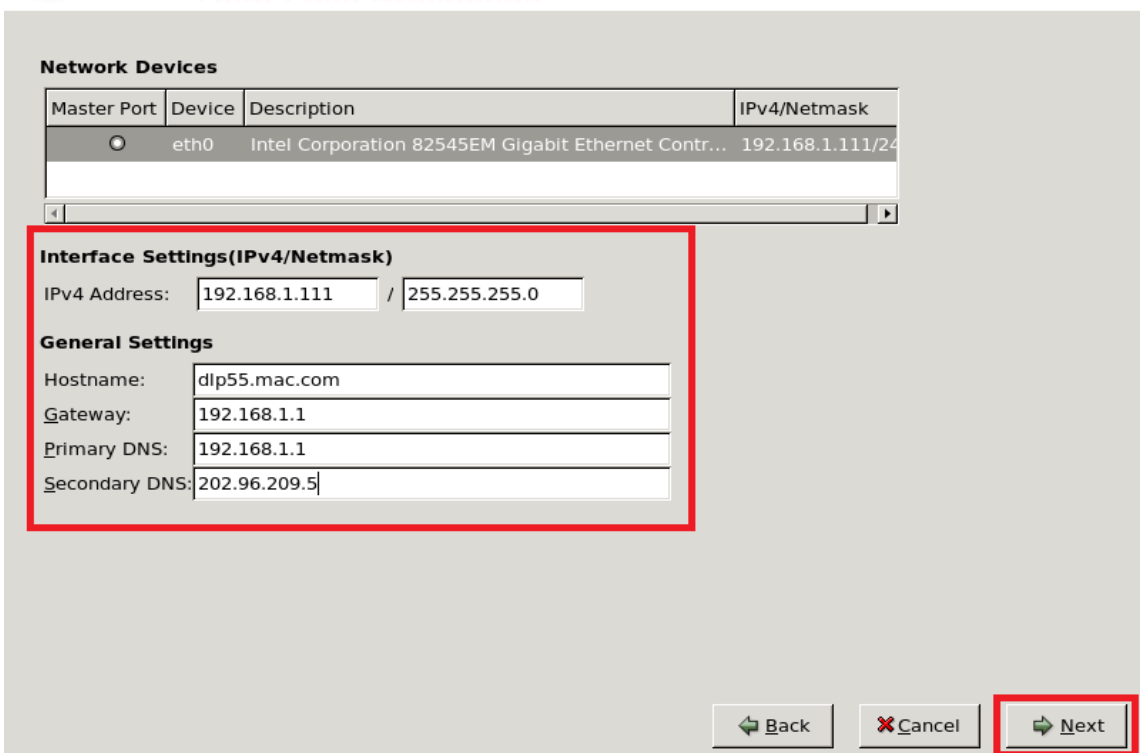 Network Devices
Master Port Device Description IPv4/Netmask
eth0 Intel Corporation 82545EM Gigabit Ethernet Contr... 192.168.1.111/24
Interface Settings(IPv4/Netmask)
IPv4 Address: 192.168.1.111 / 255.255.255.0
General Settings
Hostname: dlp55.mac.com
Gateway: 192.168.1.1
Primary DNS: 192.168.1.1
Secondary DNS: 202.96.209.5
Back Cancel Next